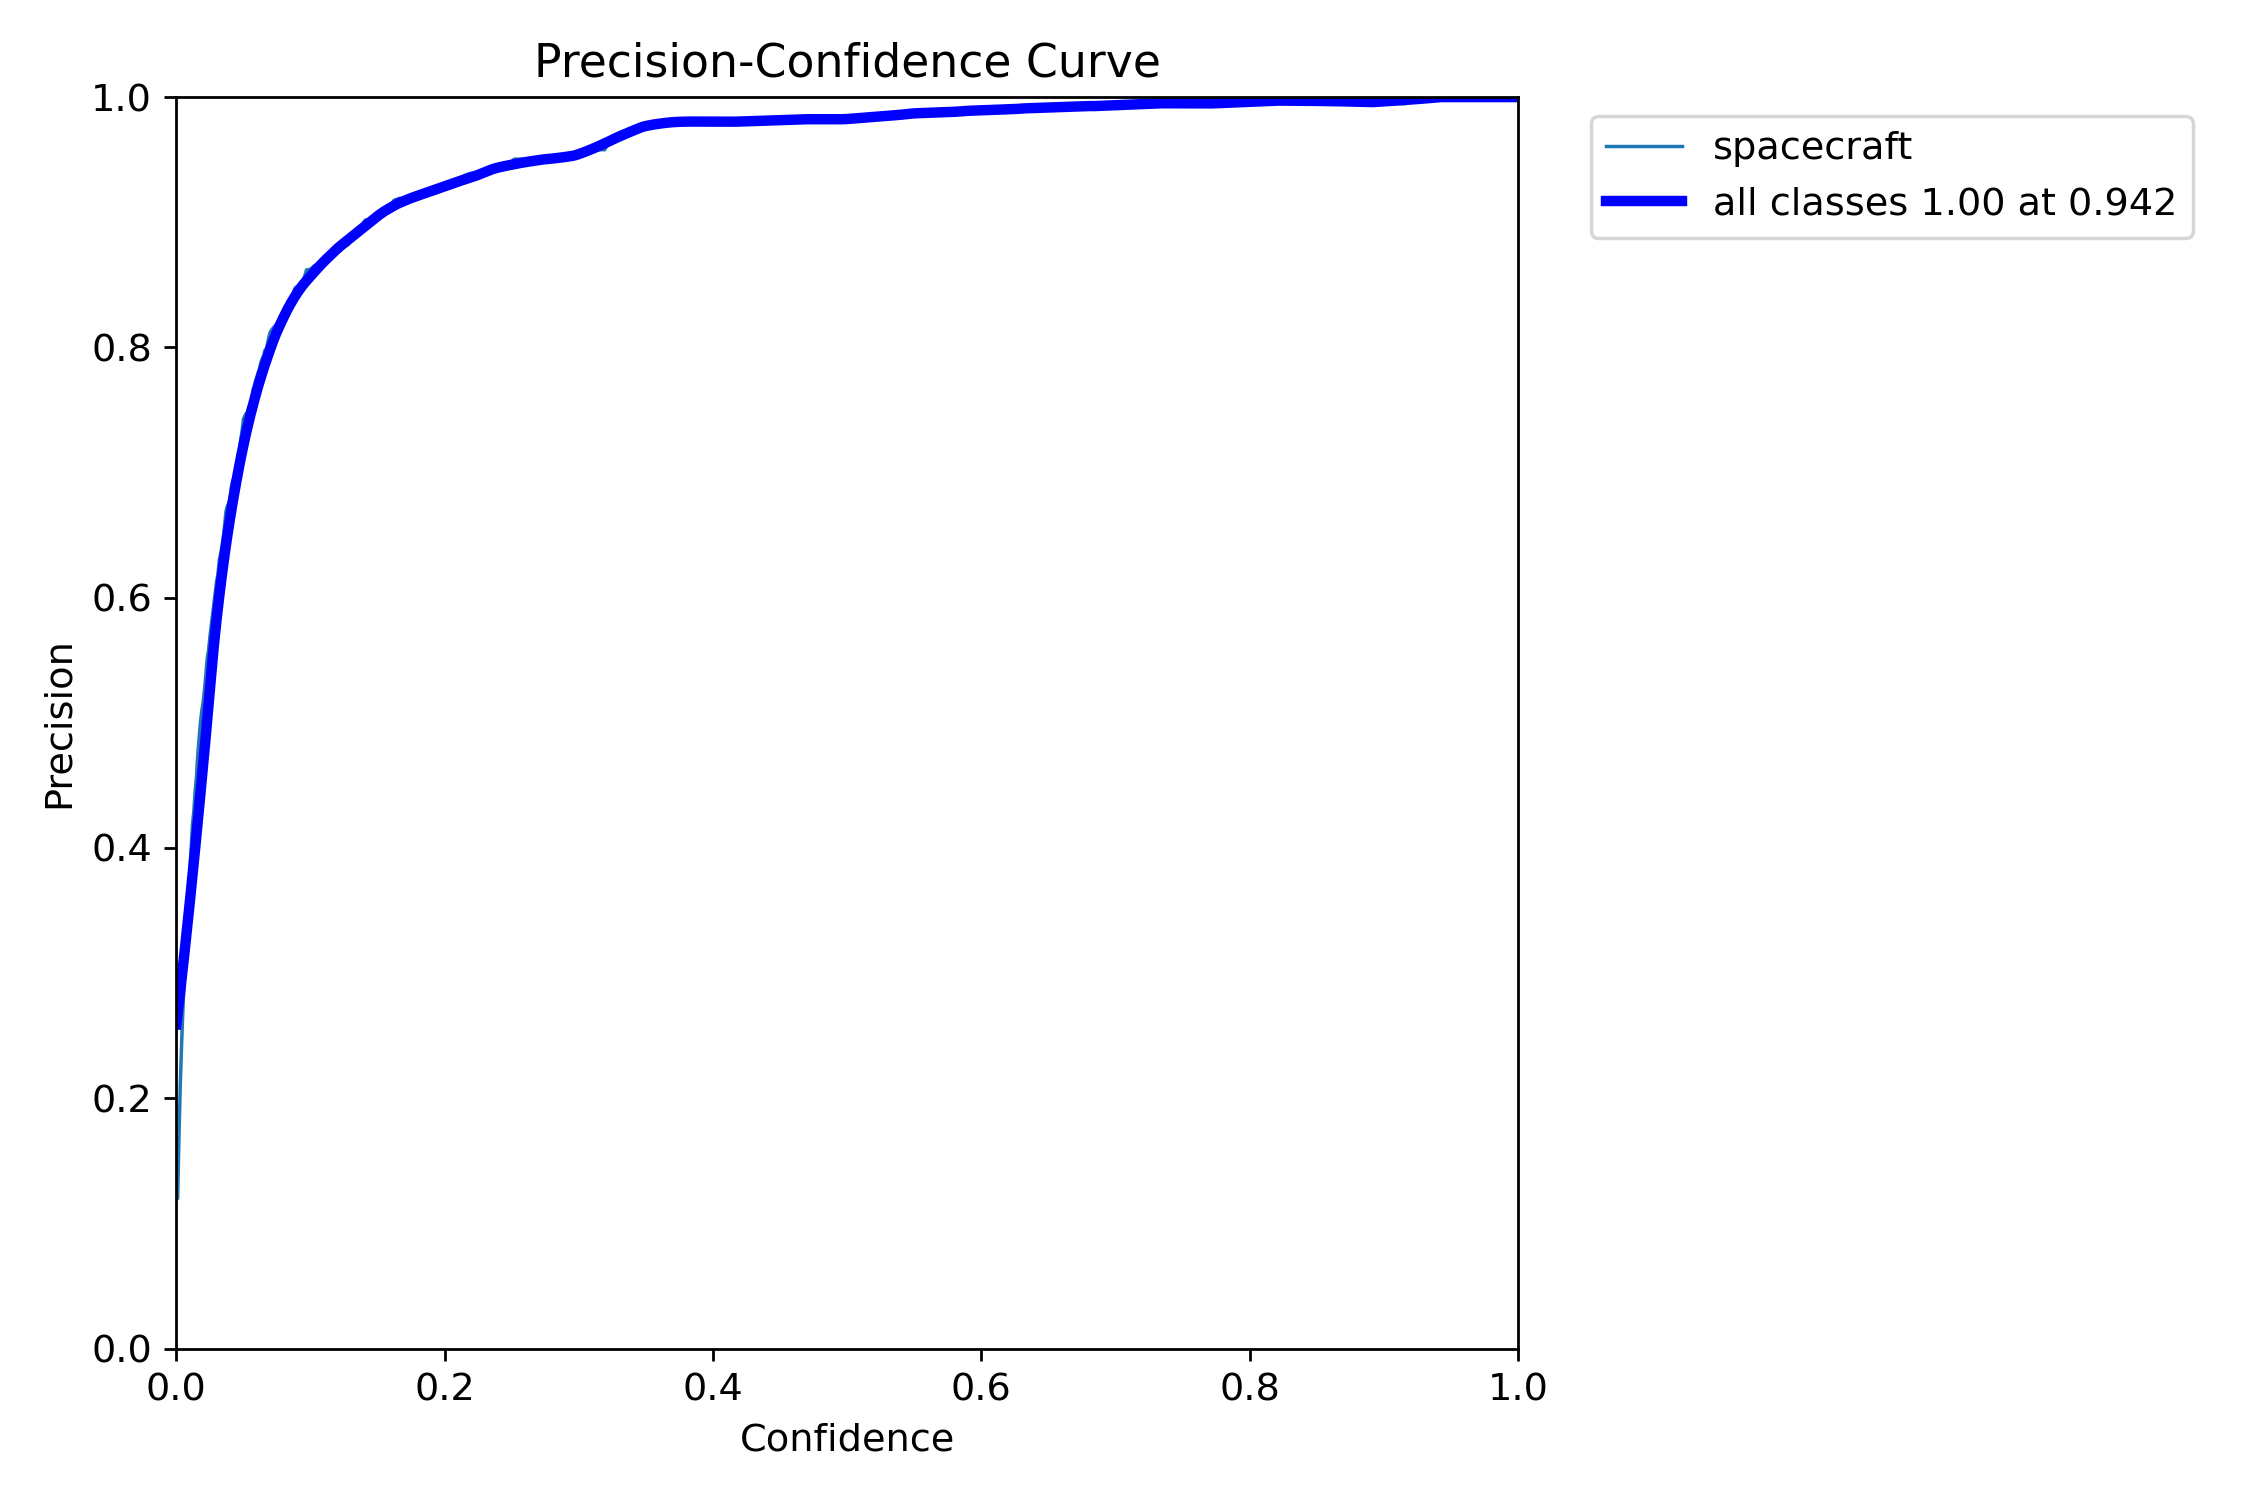 Precision-Confidence Curve
1.0
0.8
0.6
0.4
0.2
0.0
Precision
0.0 0.2 0.4 0.6 0.8 1.0
Confidence
spacecraft
all classes 1.00 at 0.942